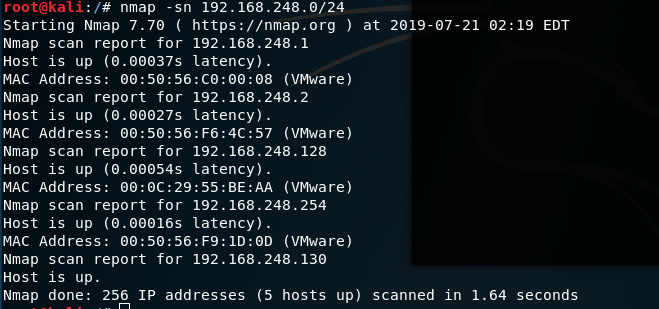 root@kali:/# nmap -sn 192.168.248.0/24
Starting Nmap 7.70 ( https://nmap.org ) at 2019-07-21 02:19 EDT
Nmap scan report for 192.168.248.1
Host is up (0.00037s latency).
MAC Address: 00:50:56:C0:00:08 (VMware)
Nmap scan report for 192.168.248.2
Host is up (0.00027s latency).
MAC Address: 00:50:56:F6:4C:57 (VMware)
Nmap scan report for 192.168.248.128
Host is up (0.00054s latency).
MAC Address: 00:0C:29:55:BE:AA (VMware)
Nmap scan report for 192.168.248.254
Host is up (0.00016s latency).
MAC Address: 00:50:56:F9:1D:0D (VMware)
Nmap scan report for 192.168.248.130
Host is up.
Nmap done: 256 IP addresses (5 hosts up) scanned in 1.64 seconds